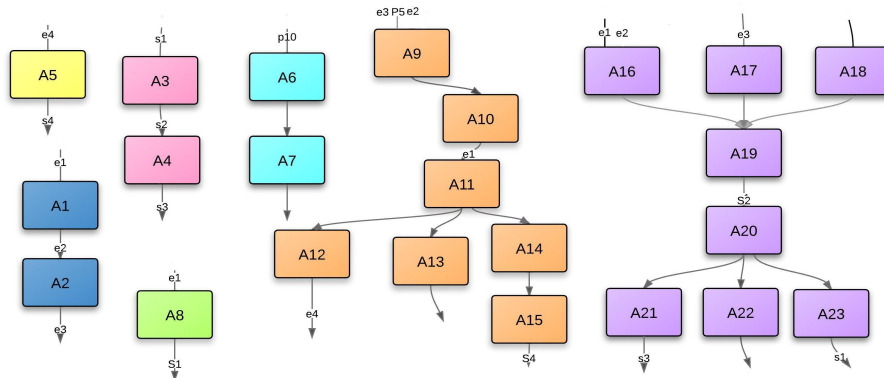 e4
A5
s4
e1
A1
e2
A2
e3
s1
A3
s2
A4
s3
e1
A8
S1
p10
A6
A7
e3 P5 e2
A9
A10
e1
A11
A12
e4
A13
A14
A15
S4
e1 e2
A16
e3
A17
A18
A19
S2
A20
A21
s3
A22
A23
s1